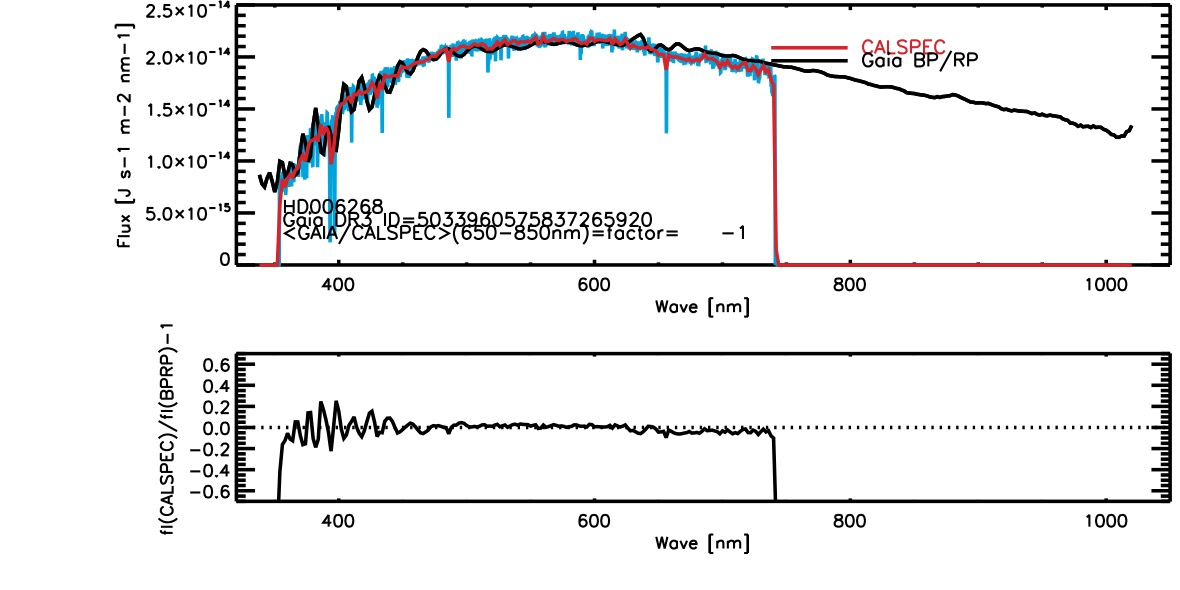 2.5×10−14
2.0×10−14
1.5×10−14
1.0×10−14
5.0×10−15
0
Flux [J s−1 m−2 nm−1]
CALSPEC
Gaia BP/RP
HD006268
Gaia DR3 ID=5033960575837265920
<GAIA/CALSPEC>(650−850nm)=factor= −1
400 600 800 1000
Wave [nm]
fl(CALSPEC)/fl(BPRP)−1
0.6
0.4
0.2
0.0
−0.2
−0.4
−0.6
400 600 800 1000
Wave [nm]